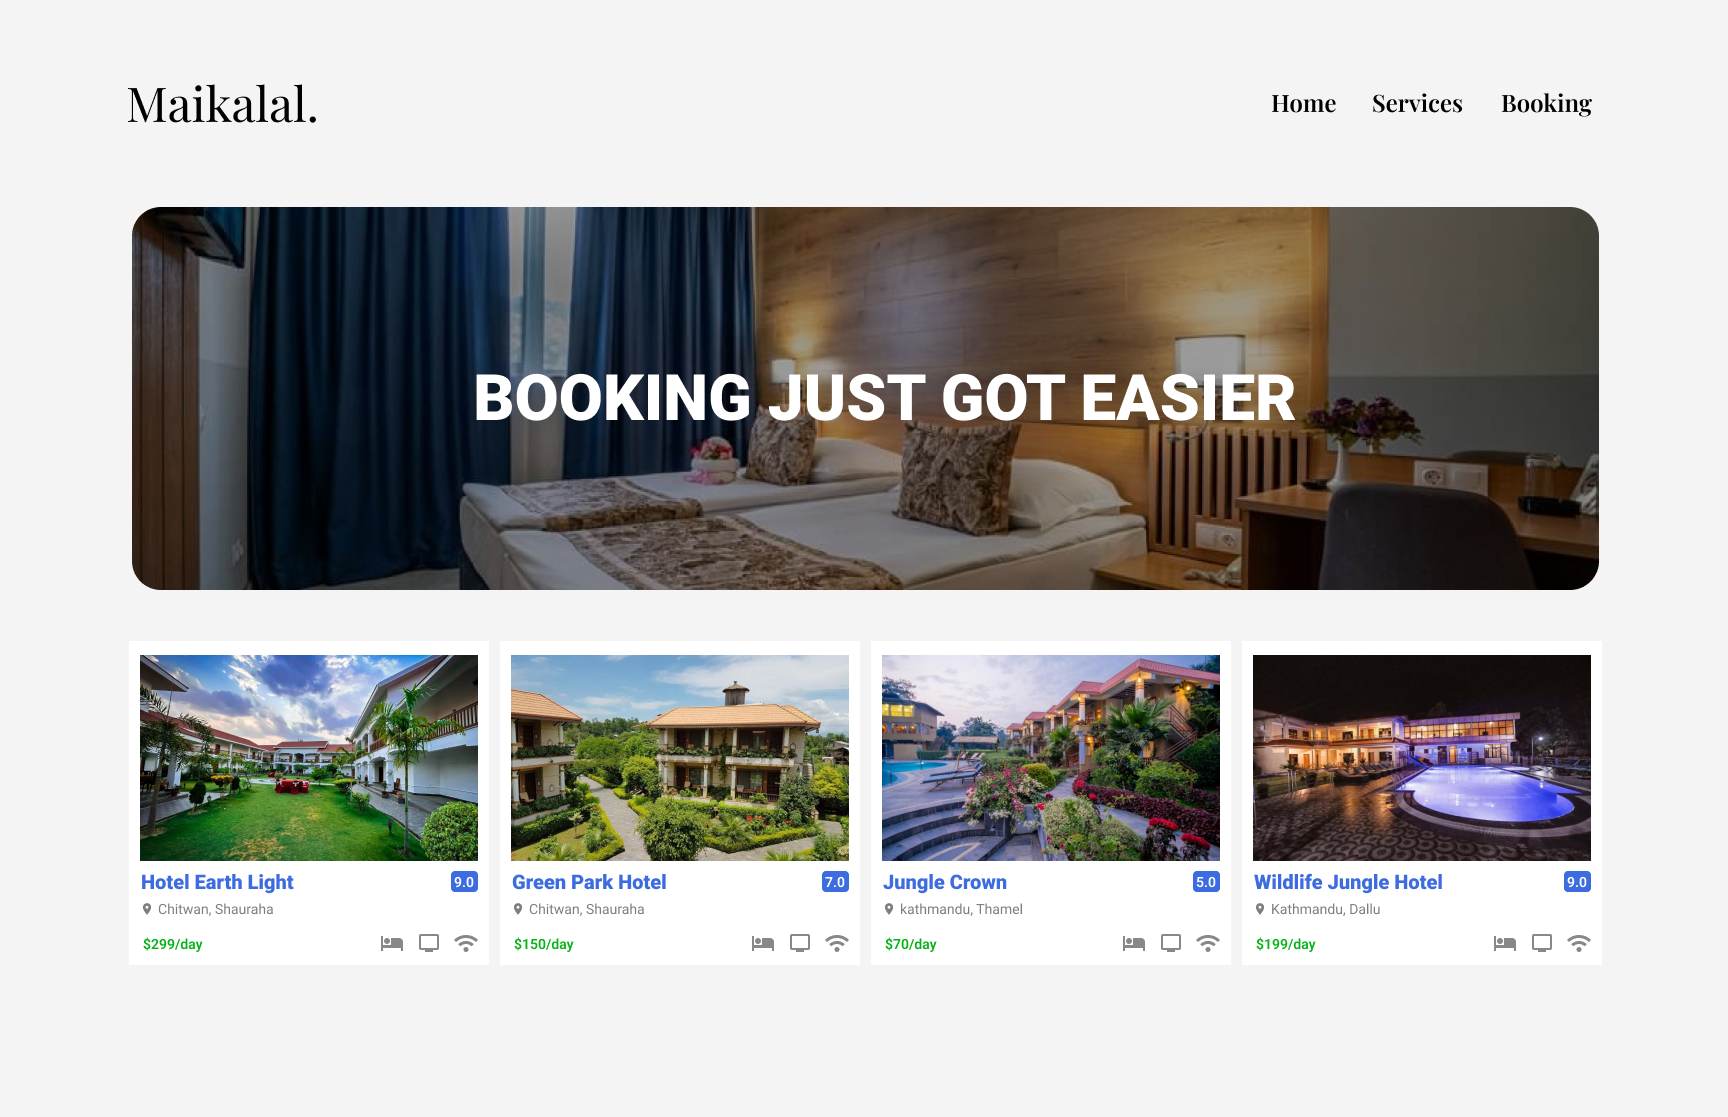 Maikalal.
Home Services Booking
BOOKING JUST GOT EASIER
Hotel Earth Light 9.0
Chitwan, Shauraha
$299/day
Green Park Hotel 7.0
Chitwan, Shauraha
$150/day
Jungle Crown 5.0
kathmandu, Thamel
$70/day
Wildlife Jungle Hotel 9.0
Kathmandu, Dallu
$199/day